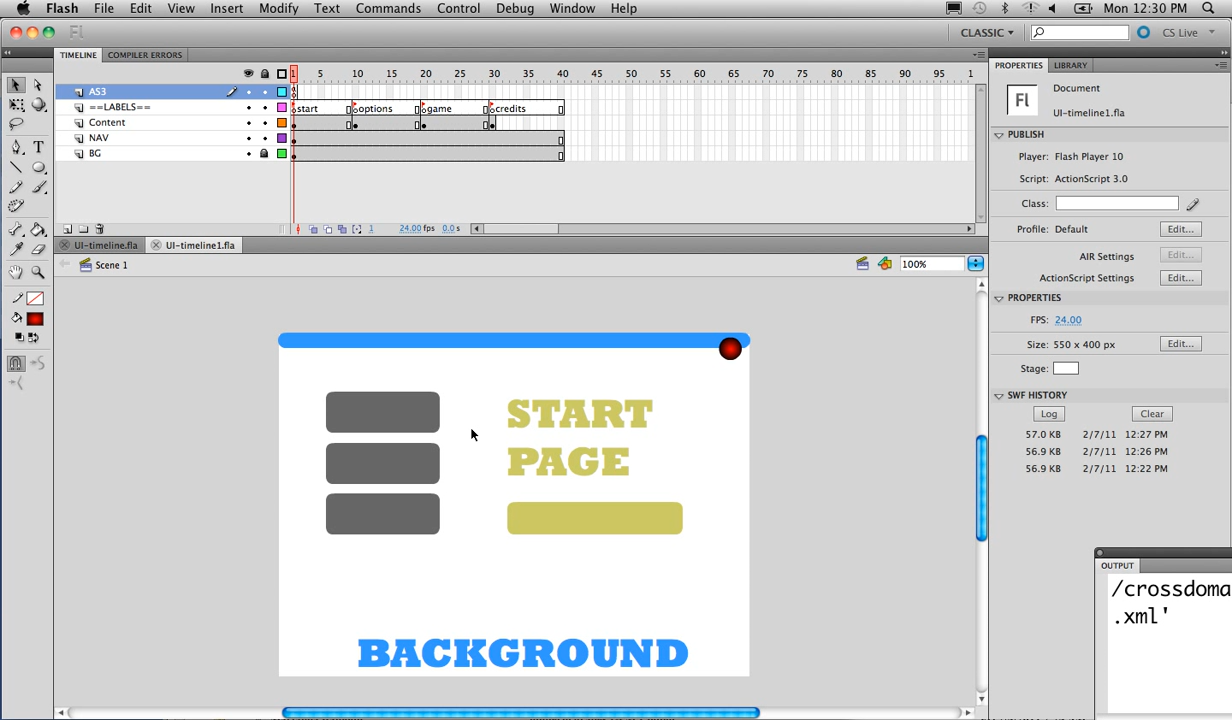 Flash File Edit View Insert Modify Text Commands Control Debug Window Help Mon 12:30 PM
Fl CLASSIC CS Live
TIMELINE COMPILER ERRORS
PROPERTIES LIBRARY
1 5 10 15 20 25 30 35 40 45 50 55 60 65 70 75 80 85 90 95 1
AS3
==LABELS== start options game credits
Content
NAV
BG
1 24.00 fps 0.0 s
UI-timeline.fla UI-timeline1.fla
Scene 1 100%
START
PAGE
BACKGROUND
Fl Document
UI-timeline1.fla
PUBLISH
Player: Flash Player 10
Script: ActionScript 3.0
Class:
Profile: Default Edit...
AIR Settings Edit...
ActionScript Settings Edit...
PROPERTIES
FPS: 24.00
Size: 550 x 400 px Edit...
Stage:
SWF HISTORY
Log Clear
57.0 KB 2/7/11 12:27 PM
56.9 KB 2/7/11 12:26 PM
56.9 KB 2/7/11 12:22 PM
OUTPUT
/crossdoma
.xml'